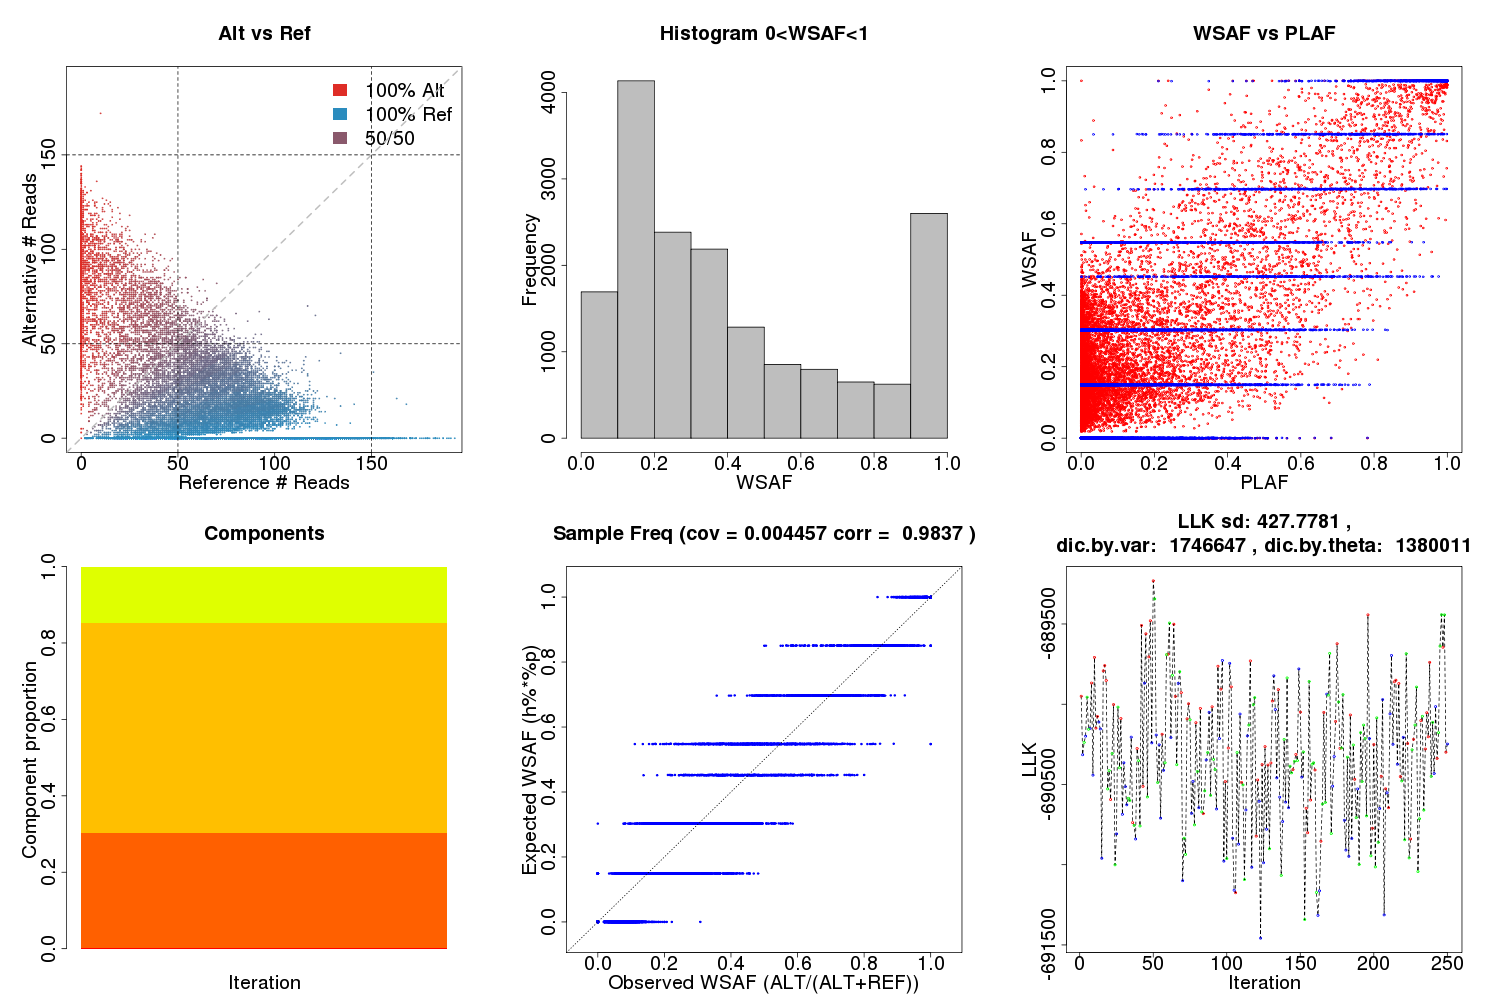 Alt vs Ref
100% Alt
100% Ref
50/50
Alternative # Reads
0 50 100 150
0 50 100 150
Reference # Reads
Histogram 0<WSAF<1
Frequency
0 1000 2000 3000 4000
0.0 0.2 0.4 0.6 0.8 1.0
WSAF
WSAF vs PLAF
WSAF
0.0 0.2 0.4 0.6 0.8 1.0
0.0 0.2 0.4 0.6 0.8 1.0
PLAF
Components
Component proportion
0.0 0.2 0.4 0.6 0.8 1.0
Iteration
Sample Freq (cov = 0.004457 corr = 0.9837 )
Expected WSAF (h%*%p)
0.0 0.2 0.4 0.6 0.8 1.0
0.0 0.2 0.4 0.6 0.8 1.0
Observed WSAF (ALT/(ALT+REF))
LLK sd: 427.7781 ,
dic.by.var: 1746647 , dic.by.theta: 1380011
LLK
-691500 -690500 -689500
0 50 100 150 200 250
Iteration